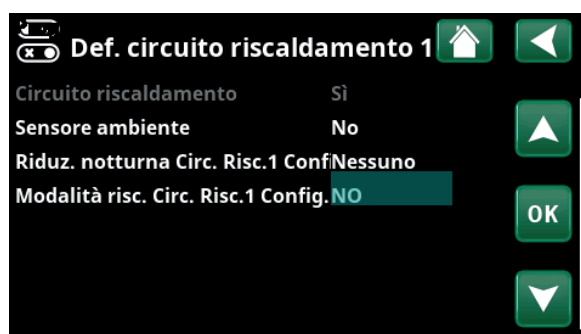 Def. circuito riscaldamento 1
Circuito riscaldamento Sì
Sensore ambiente No
Riduz. notturna Circ. Risc.1 Conf Nessuno
Modalità risc. Circ. Risc.1 Config. NO
OK